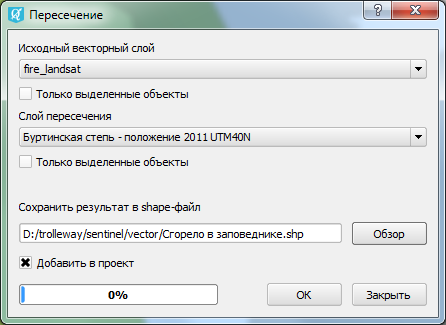 Пересечение
Исходный векторный слой
fire_landsat
Только выделенные объекты
Слой пересечения
Буртинская степь - положение 2011 UTM40N
Только выделенные объекты
Сохранить результат в shape-файл
D:/trolleway/sentinel/vector/Сгорело в заповеднике.shp
Обзор
Добавить в проект
0%
OK
Закрыть